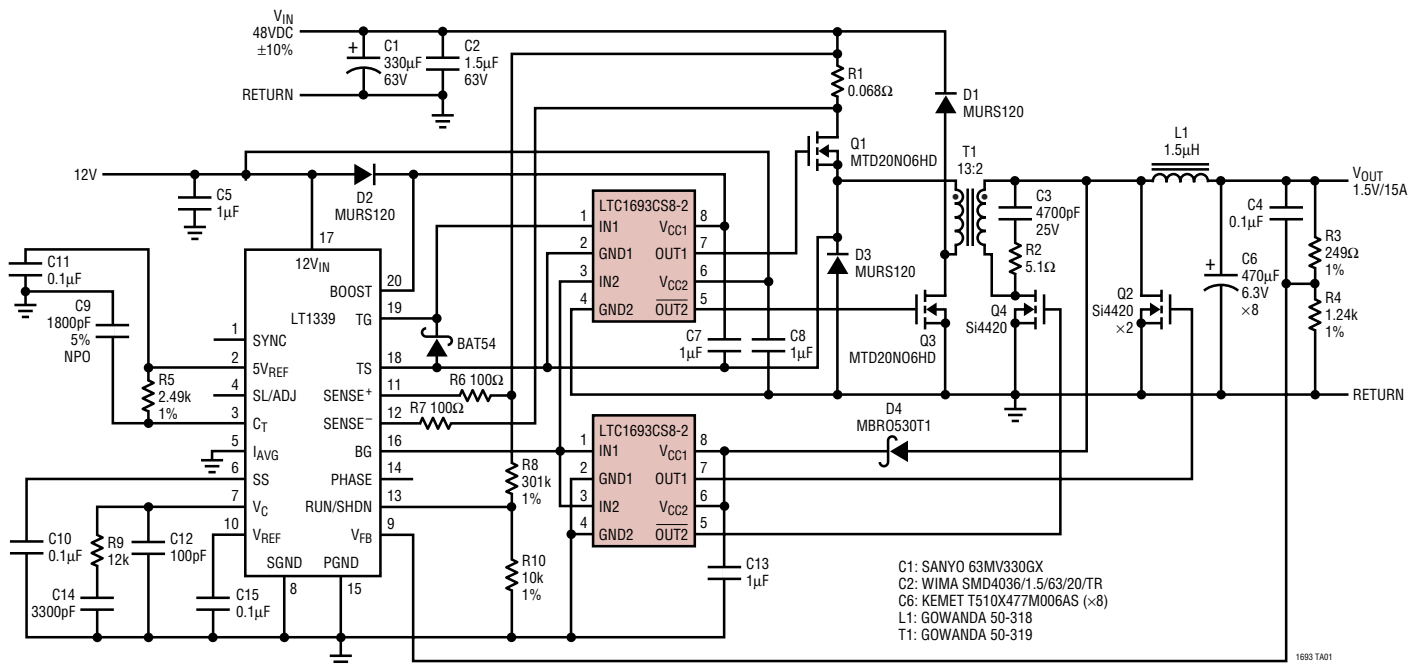 VIN
48VDC
±10%
C1
330µF
63V
+
C2
1.5µF
63V
RETURN
R1
0.068Ω
D1
MURS120
Q1
MTD20NO6HD
T1
13:2
L1
1.5µH
VOUT
1.5V/15A
12V
C5
1µF
D2
MURS120
LTC1693CS8-2
1
IN1
VCC1
8
2
GND1
OUT1
7
3
IN2
VCC2
6
4
GND2
OUT2
5
D3
MURS120
C3
4700pF
25V
R2
5.1Ω
C4
0.1µF
R3
249Ω
1%
+
C6
470µF
6.3V
×8
R4
1.24k
1%
Q2
Si4420
×2
Q4
Si4420
Q3
MTD20NO6HD
C11
0.1µF
C9
1800pF
5%
NPO
R5
2.49k
1%
17
12VIN
LT1339
BOOST
20
TG
19
TS
18
SENSE+
11
SENSE–
12
BG
16
PHASE
14
RUN/SHDN
13
VFB
9
1
SYNC
2
5VREF
4
SL/ADJ
3
CT
5
IAVG
6
SS
7
VC
10
VREF
SGND
8
PGND
15
BAT54
C7
1µF
C8
1µF
R6 100Ω
R7 100Ω
R8
301k
1%
R10
10k
1%
LTC1693CS8-2
1
IN1
VCC1
8
2
GND1
OUT1
7
3
IN2
VCC2
6
4
GND2
OUT2
5
D4
MBRO530T1
RETURN
C10
0.1µF
R9
12k
C12
100pF
C14
3300pF
C15
0.1µF
C13
1µF
C1: SANYO 63MV330GX
C2: WIMA SMD4036/1.5/63/20/TR
C6: KEMET T510X477M006AS (×8)
L1: GOWANDA 50-318
T1: GOWANDA 50-319
1693 TA01